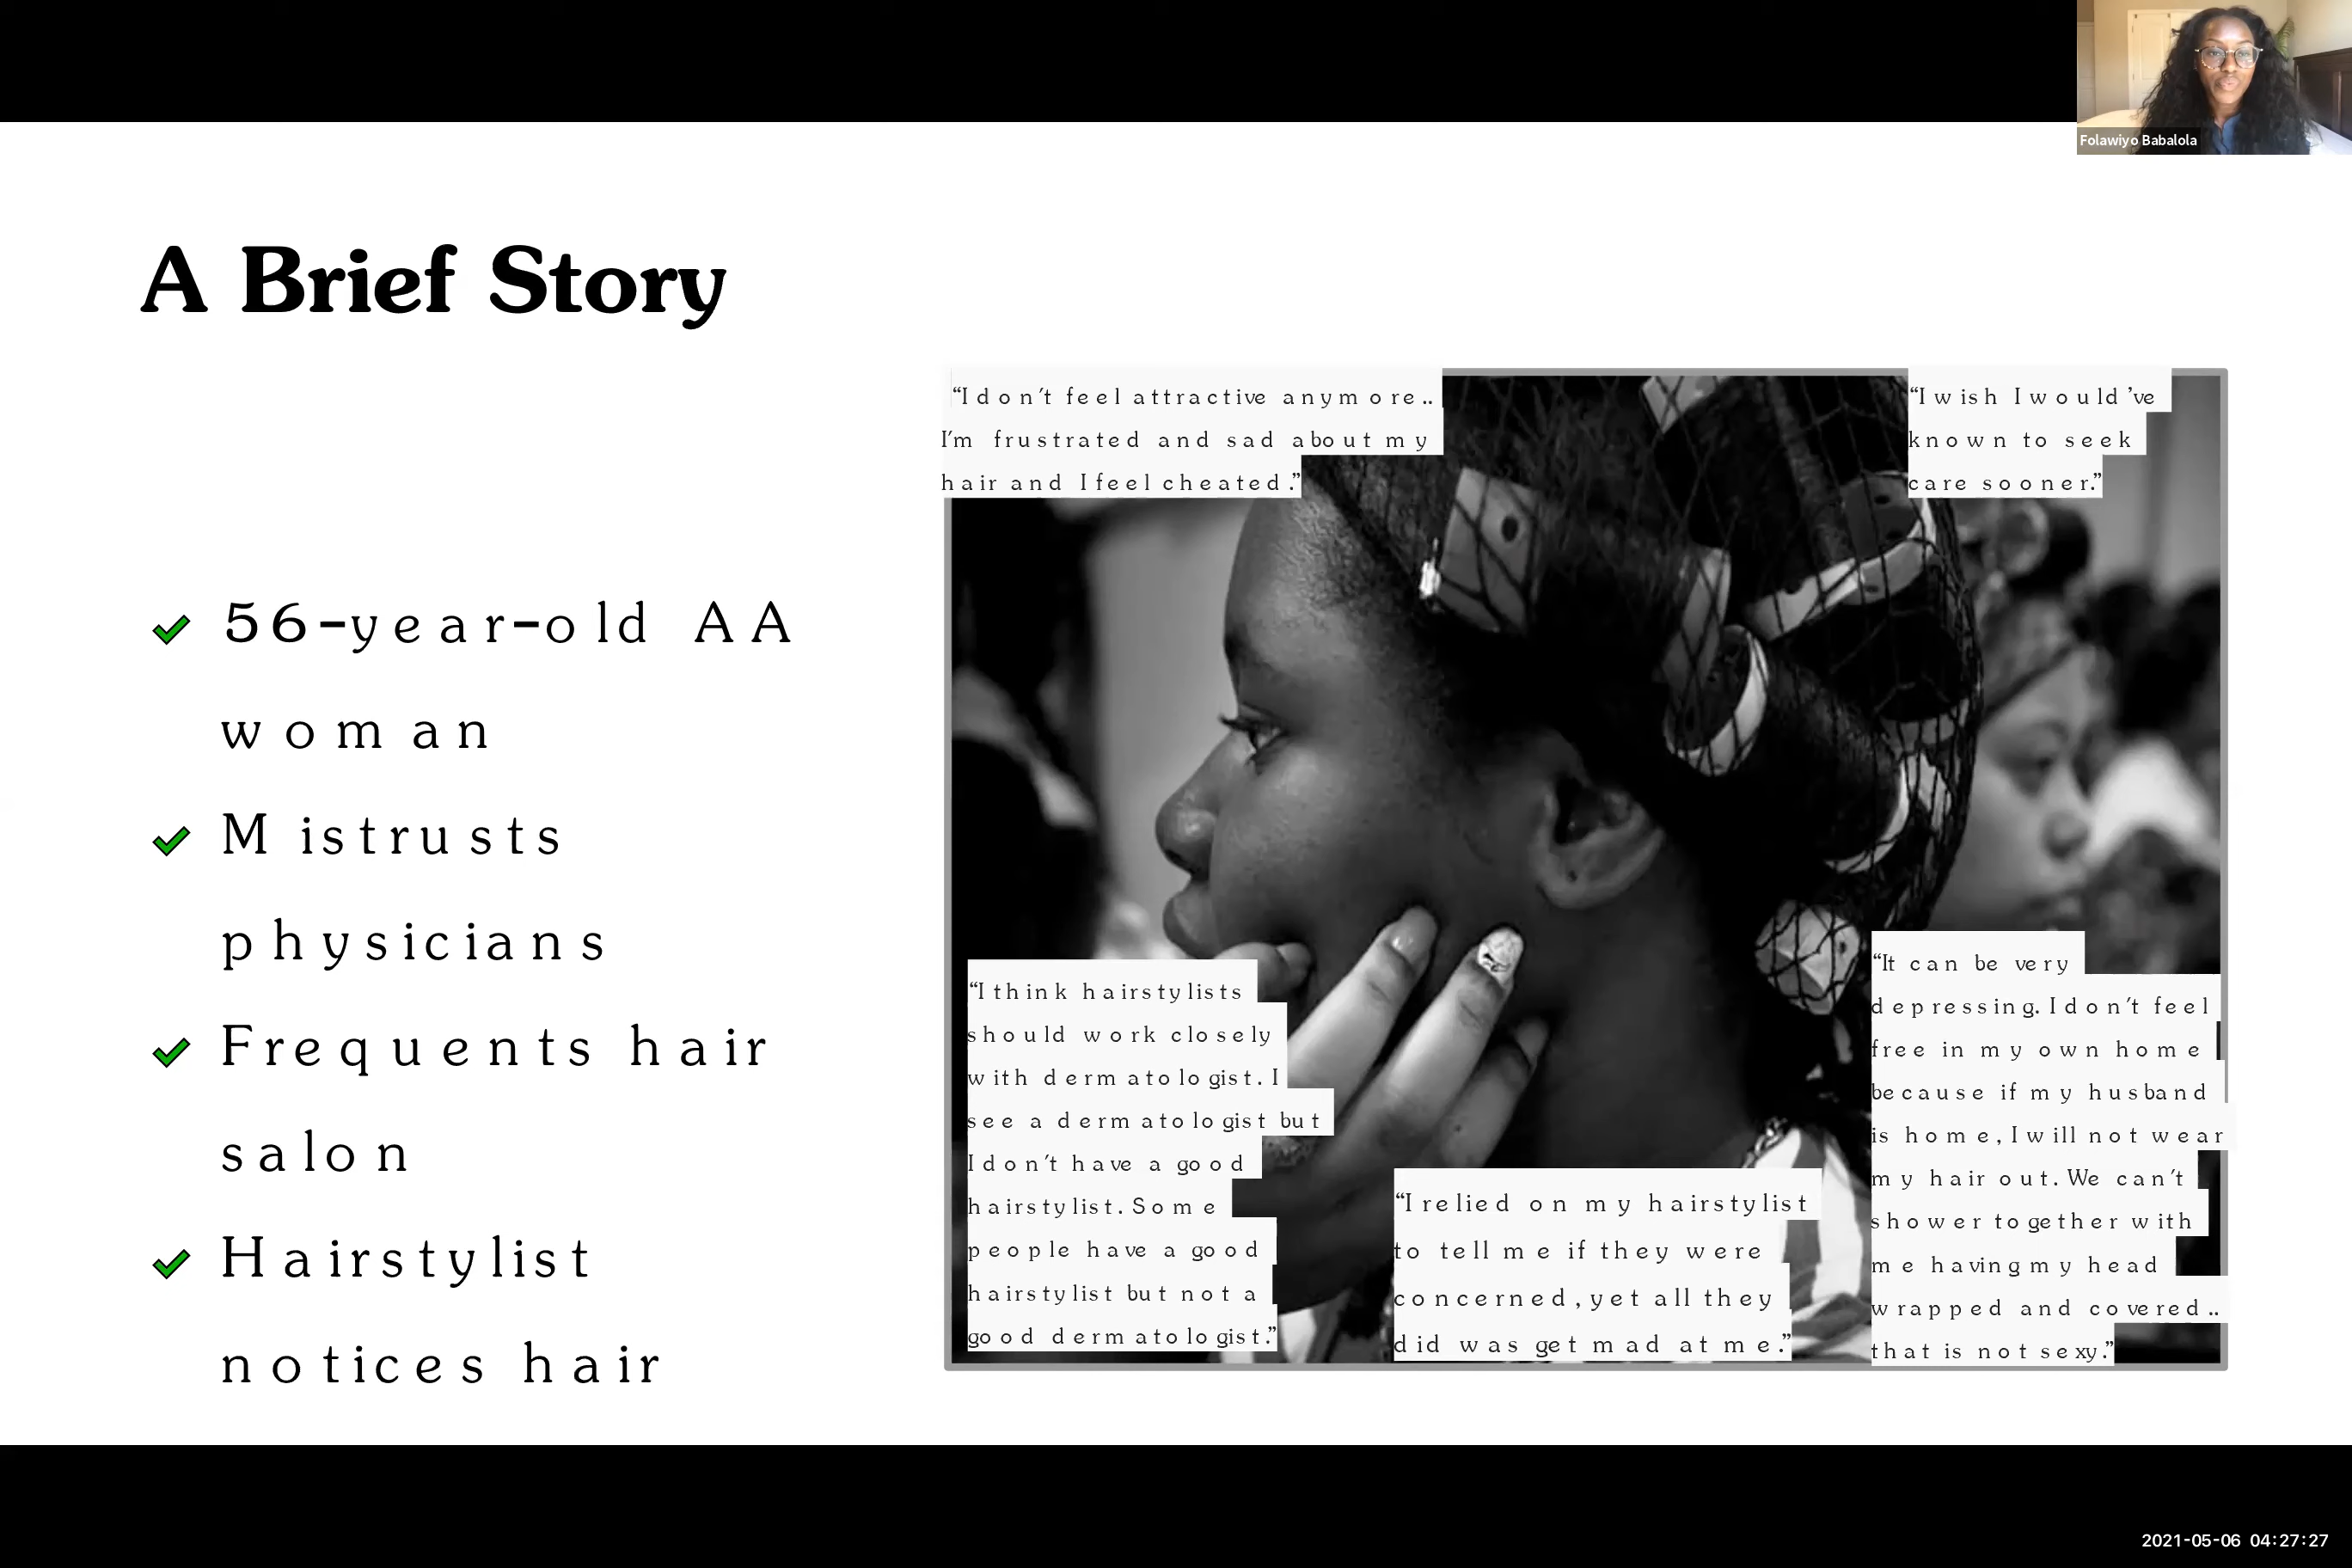 Folawiyo Babalola
A Brief Story
56-year-old AA
woman
Mistrusts
physicians
Frequents hair
salon
Hairstylist
notices hair
“I don’t feel attractive anymore..
I’m frustrated and sad about my
hair and I feel cheated.”
“I wish I would’ve
known to seek
care sooner.”
“I think hairstylists
should work closely
with dermatologist. I
see a dermatologist but
I don’t have a good
hairstylist. Some
people have a good
hairstylist but not a
good dermatologist.”
“I relied on my hairstylist
to tell me if they were
concerned, yet all they
did was get mad at me.”
“It can be very
depressing. I don’t feel
free in my own home
because if my husband
is home, I will not wear
my hair out. We can’t
shower together with
me having my head
wrapped and covered..
that is not sexy.”
2021-05-06 04:27:27